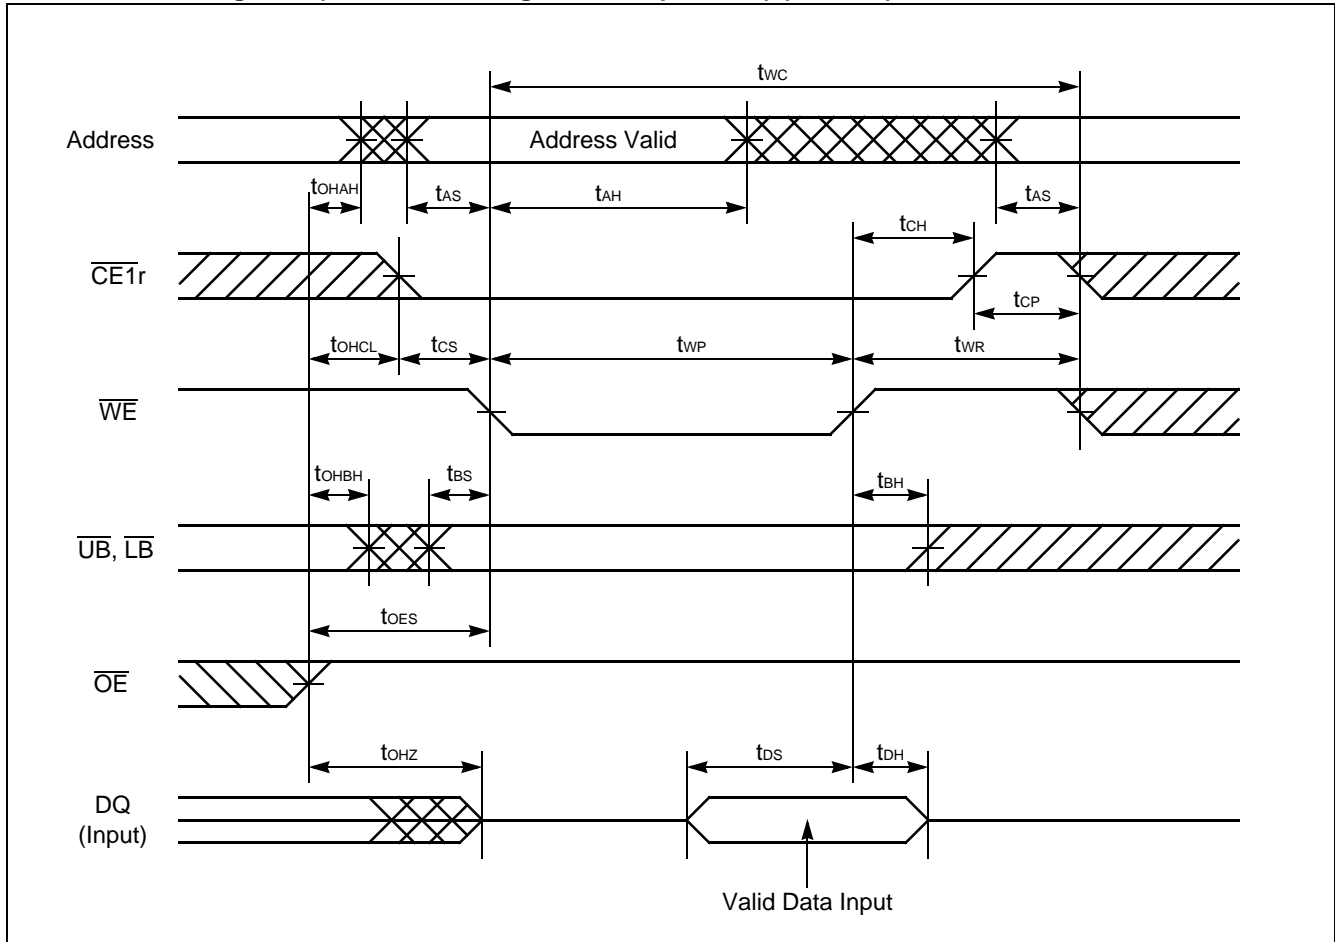 tWC
Address
Address Valid
tOHAH
tAS
tAH
tAS
tCH
CE1r
tCP
tOHCL
tCS
tWP
tWR
WE
tOHBH
tBS
tBH
UB, LB
tOES
OE
tOHZ
tDS
tDH
DQ
(Input)
Valid Data Input